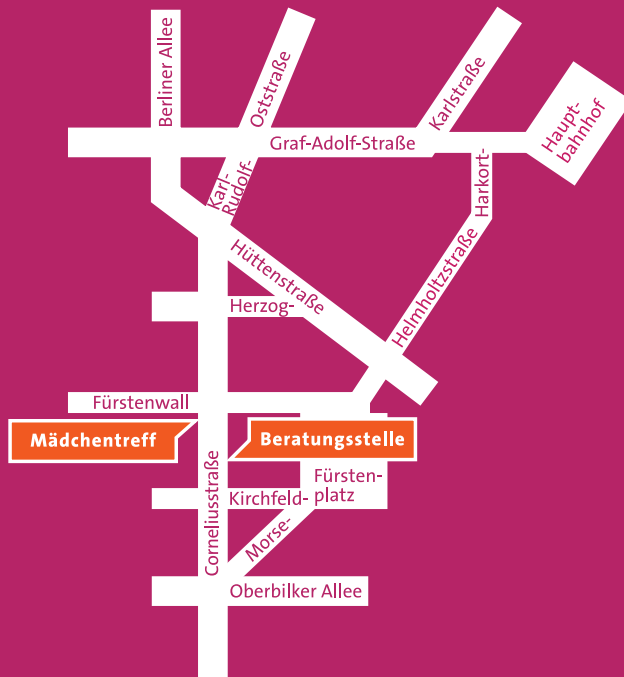 Berliner Allee
Oststraße
Karlstraße
Haupt-
bahnhof
Graf-Adolf-Straße
Karl-
Rudolf-
Harkort-
Hüttenstraße
Helmholtzstraße
Herzog-
Fürstenwall
Mädchentreff
Beratungsstelle
Corneliusstraße
Fürsten-
platz
Kirchfeld-
Morse-
Oberbilker Allee